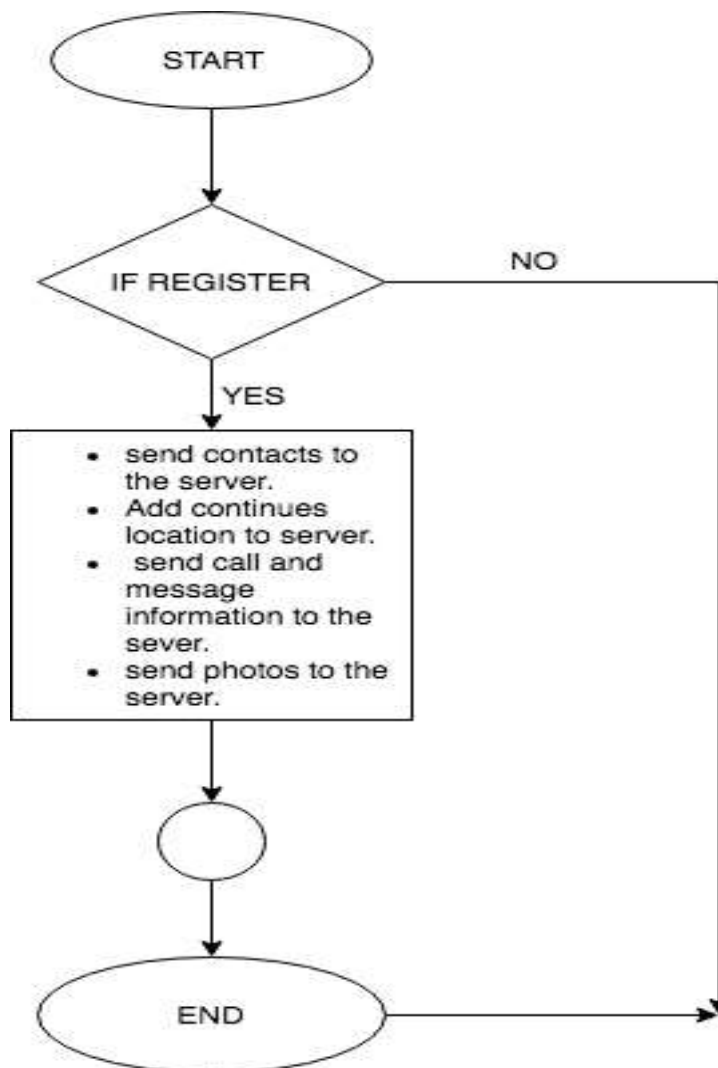 START
IF REGISTER
NO
YES
• send contacts to
the server.
• Add continues
location to server.
• send call and
message
information to the
sever.
• send photos to the
server.
END